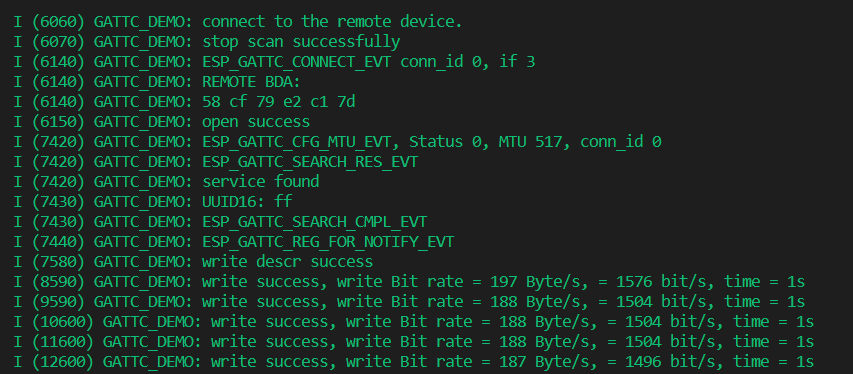 I (6060) GATTC_DEMO: connect to the remote device.
I (6070) GATTC_DEMO: stop scan successfully
I (6140) GATTC_DEMO: ESP_GATTC_CONNECT_EVT conn_id 0, if 3
I (6140) GATTC_DEMO: REMOTE BDA:
I (6140) GATTC_DEMO: 58 cf 79 e2 c1 7d
I (6150) GATTC_DEMO: open success
I (7420) GATTC_DEMO: ESP_GATTC_CFG_MTU_EVT, Status 0, MTU 517, conn_id 0
I (7420) GATTC_DEMO: ESP_GATTC_SEARCH_RES_EVT
I (7420) GATTC_DEMO: service found
I (7430) GATTC_DEMO: UUID16: ff
I (7430) GATTC_DEMO: ESP_GATTC_SEARCH_CMPL_EVT
I (7440) GATTC_DEMO: ESP_GATTC_REG_FOR_NOTIFY_EVT
I (7580) GATTC_DEMO: write descr success
I (8590) GATTC_DEMO: write success, write Bit rate = 197 Byte/s, = 1576 bit/s, time = 1s
I (9590) GATTC_DEMO: write success, write Bit rate = 188 Byte/s, = 1504 bit/s, time = 1s
I (10600) GATTC_DEMO: write success, write Bit rate = 188 Byte/s, = 1504 bit/s, time = 1s
I (11600) GATTC_DEMO: write success, write Bit rate = 188 Byte/s, = 1504 bit/s, time = 1s
I (12600) GATTC_DEMO: write success, write Bit rate = 187 Byte/s, = 1496 bit/s, time = 1s